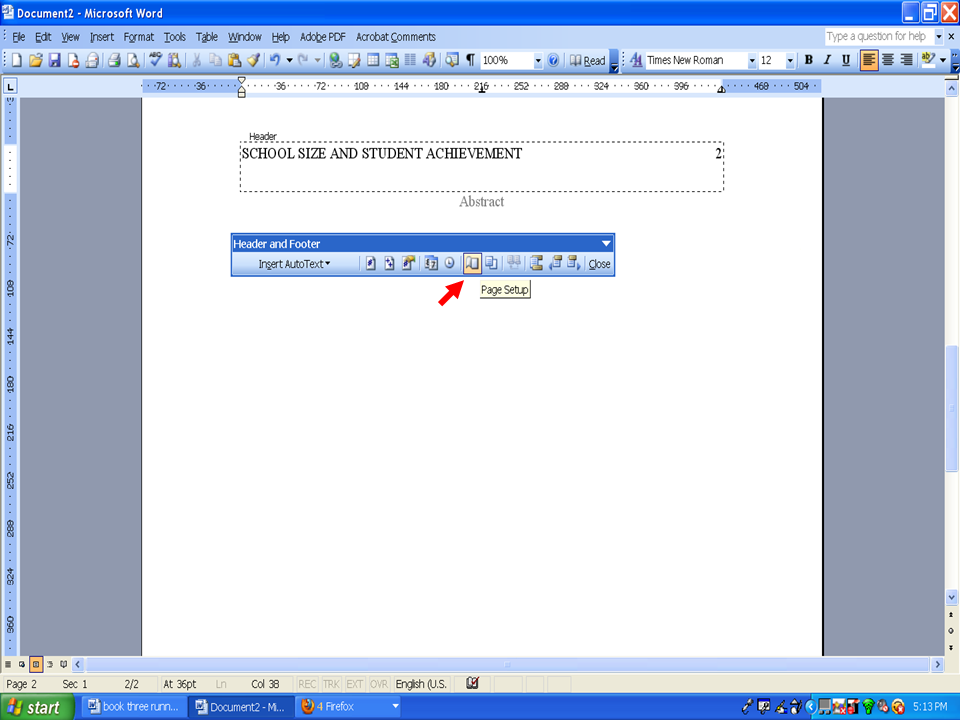 Document2 - Microsoft Word
File Edit View Insert Format Tools Table Window Help Adobe PDF Acrobat Comments Type a question for help
100% Read Times New Roman 12 B I U
72 36 36 72 108 144 180 216 252 288 324 360 396 468 504
Header
SCHOOL SIZE AND STUDENT ACHIEVEMENT 2
Abstract
Header and Footer
Insert AutoText Close
Page Setup
72
108
144
180
216
252
288
324
360
Page 2 Sec 1 2/2 At 36pt Ln Col 38 REC TRK EXT OVR English (U.S.
start book three runn... Document2 - Mi... 4 Firefox 5:13 PM